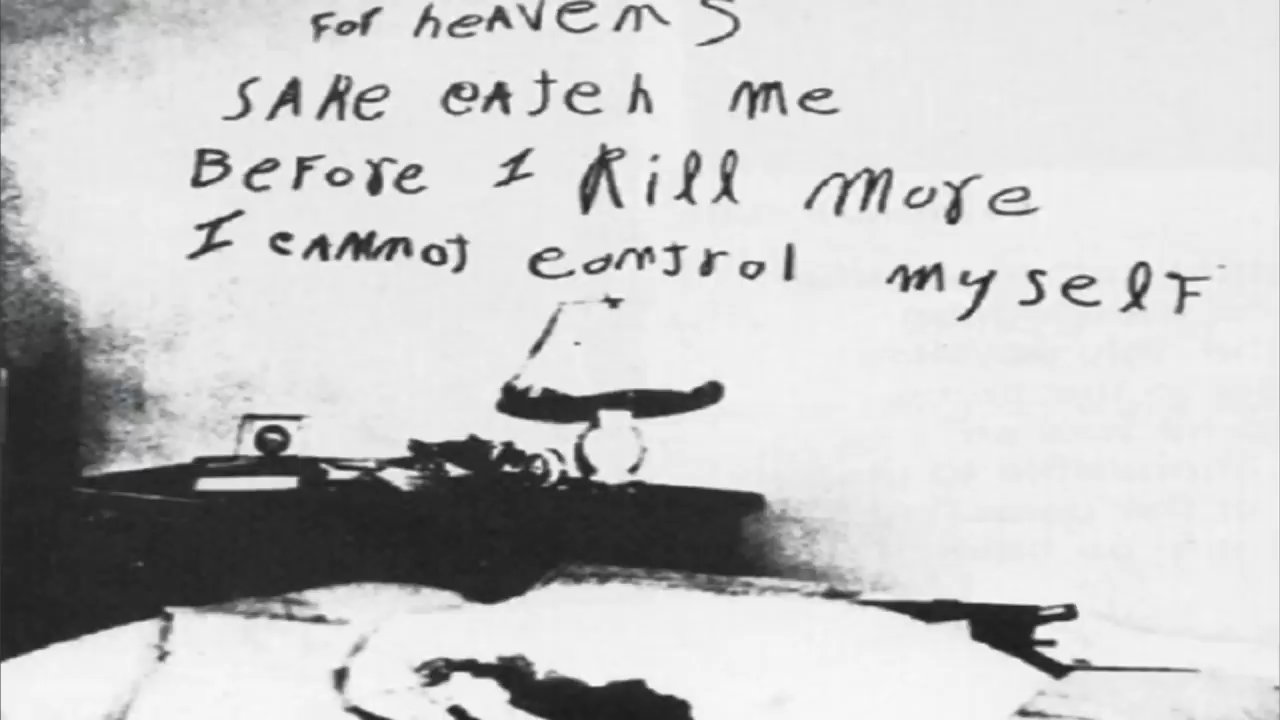 For heAVens
SAKe cAtch me
BeFore I Kill More
I cannot control myself